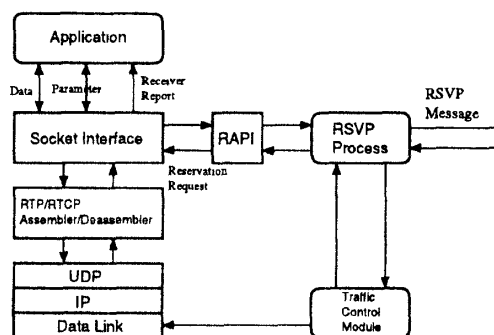 Application
Data
Parameter
Receiver
Report
Socket Interface
RAPI
RSVP
Process
RSVP
Message
Reservation
Request
RTP/RTCP
Assembler/Deassembler
UDP
IP
Data Link
Traffic
Control
Module